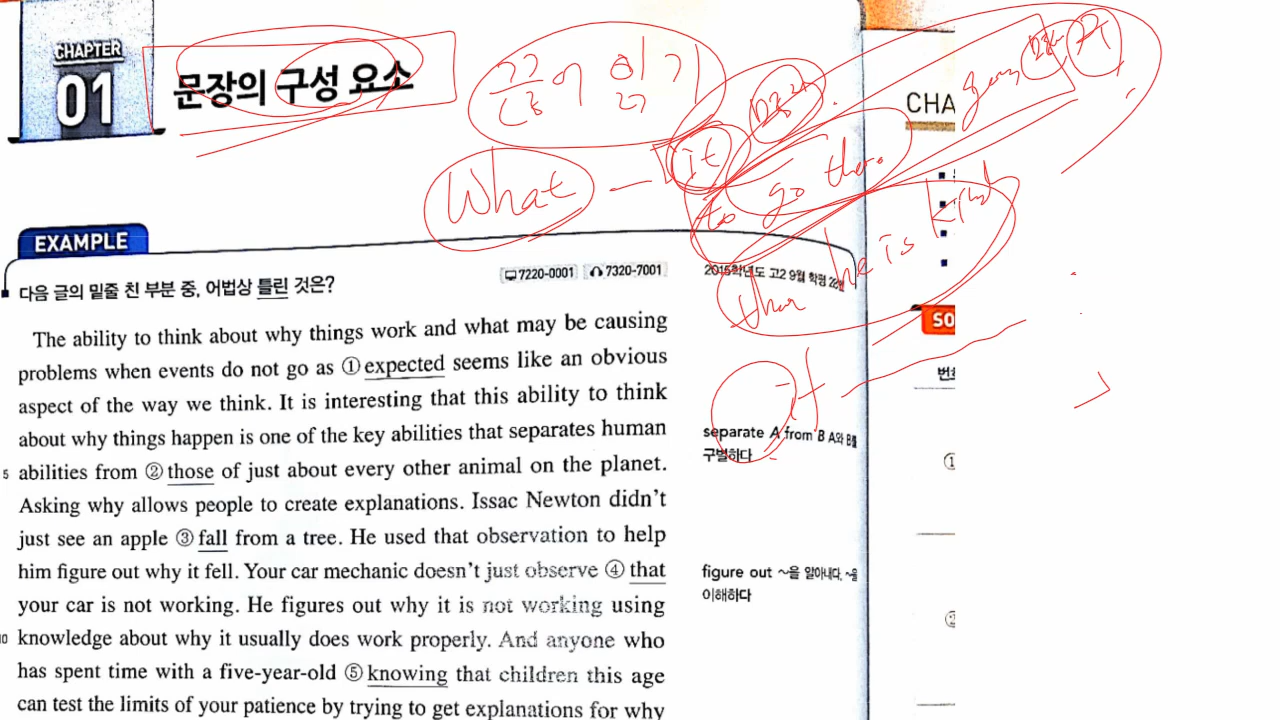 CHAPTER
01
문장의 구성 요소
What
It
to go there.
he is kind
if
CHA
EXAMPLE
7220-0001 7320-7001
2015학년도 고2 9월 학평 22번
다음 글의 밑줄 친 부분 중, 어법상 틀린 것은?
The ability to think about why things work and what may be causing
problems when events do not go as ① expected seems like an obvious
aspect of the way we think. It is interesting that this ability to think
about why things happen is one of the key abilities that separates human
5 abilities from ② those of just about every other animal on the planet.
Asking why allows people to create explanations. Issac Newton didn't
just see an apple ③ fall from a tree. He used that observation to help
him figure out why it fell. Your car mechanic doesn't just observe ④ that
your car is not working. He figures out why it is not working using
10 knowledge about why it usually does work properly. And anyone who
has spent time with a five-year-old ⑤ knowing that children this age
can test the limits of your patience by trying to get explanations for why
separate A from B A와 B를
구별하다
figure out ~을 알아내다, ~을
이해하다
SO
번호
①
②